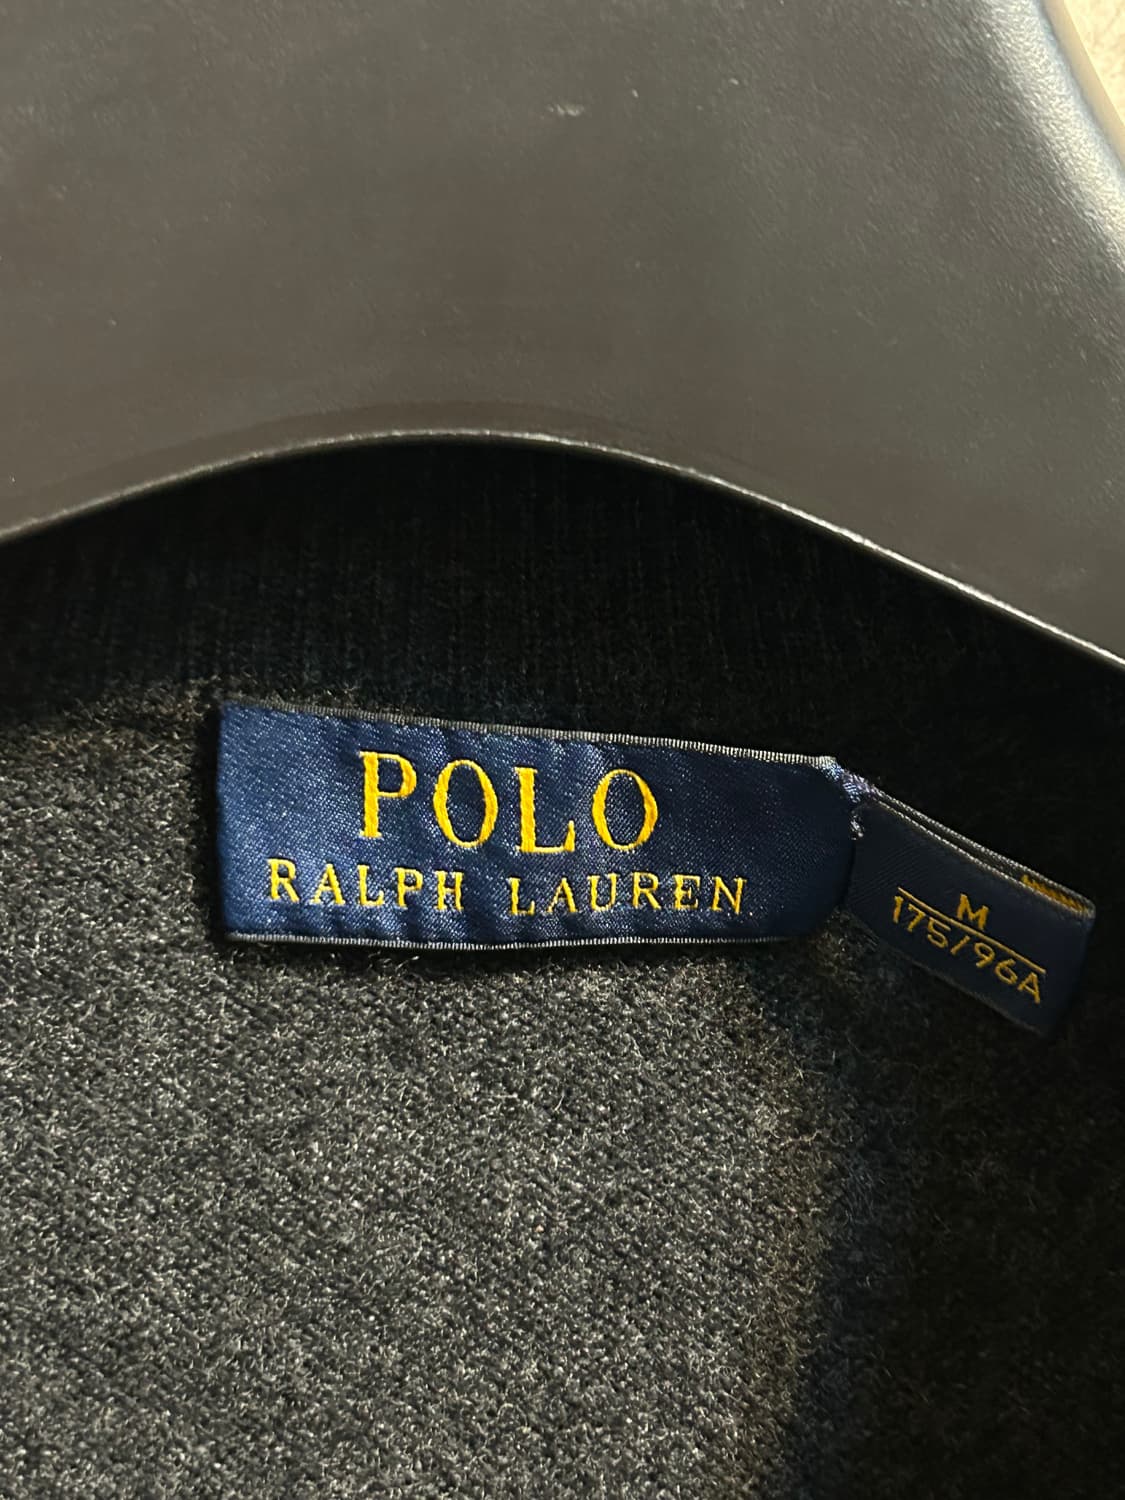 POLO
RALPH LAUREN
M
175/96A